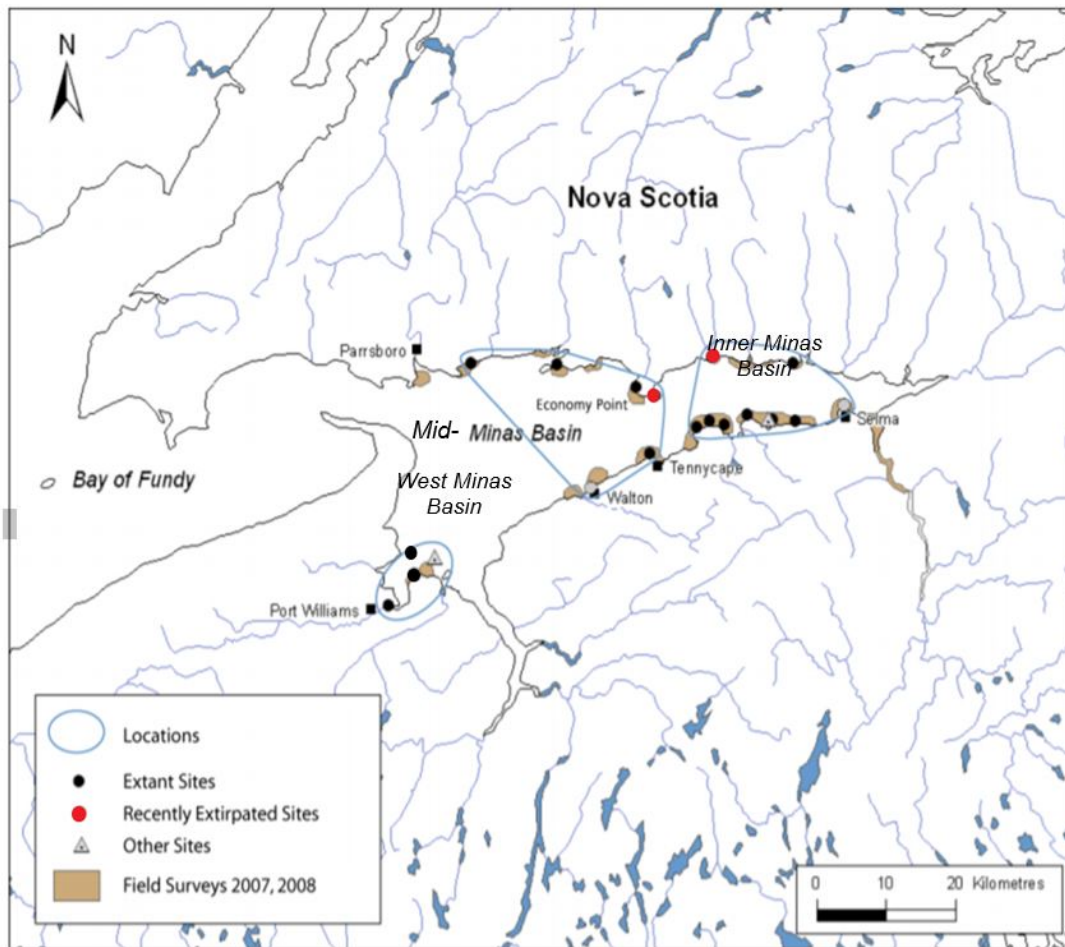 N
Nova Scotia
Parrsboro
Inner Minas
Basin
Economy Point
Selma
Mid- Minas Basin
Tennycape
Bay of Fundy
West Minas
Basin
Walton
Port Williams
Locations
Extant Sites
Recently Extirpated Sites
Other Sites
Field Surveys 2007, 2008
0 10 20 Kilometres